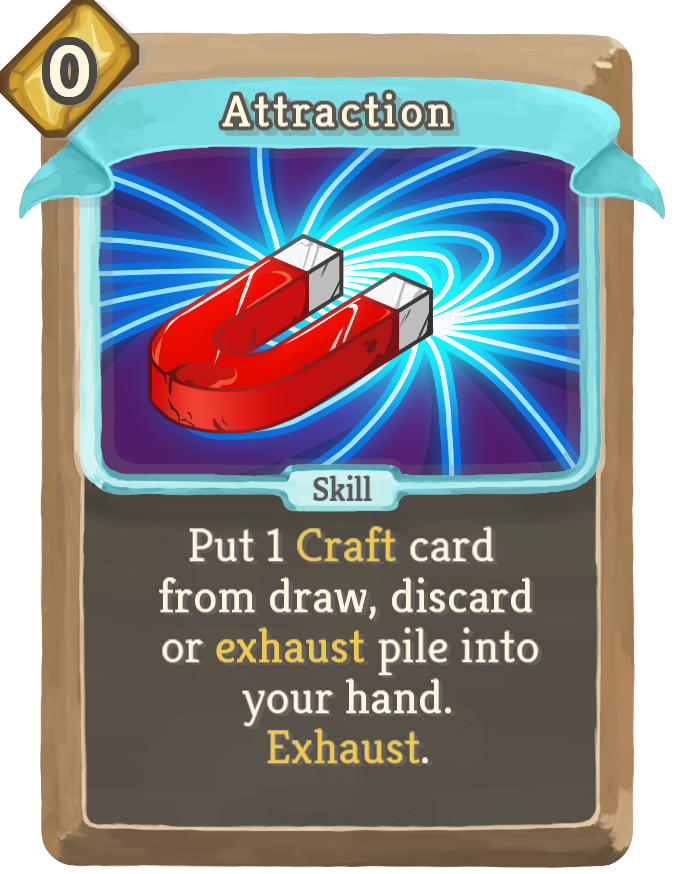 0
Attraction
Skill
Put 1 Craft card
from draw, discard
or exhaust pile into
your hand.
Exhaust.